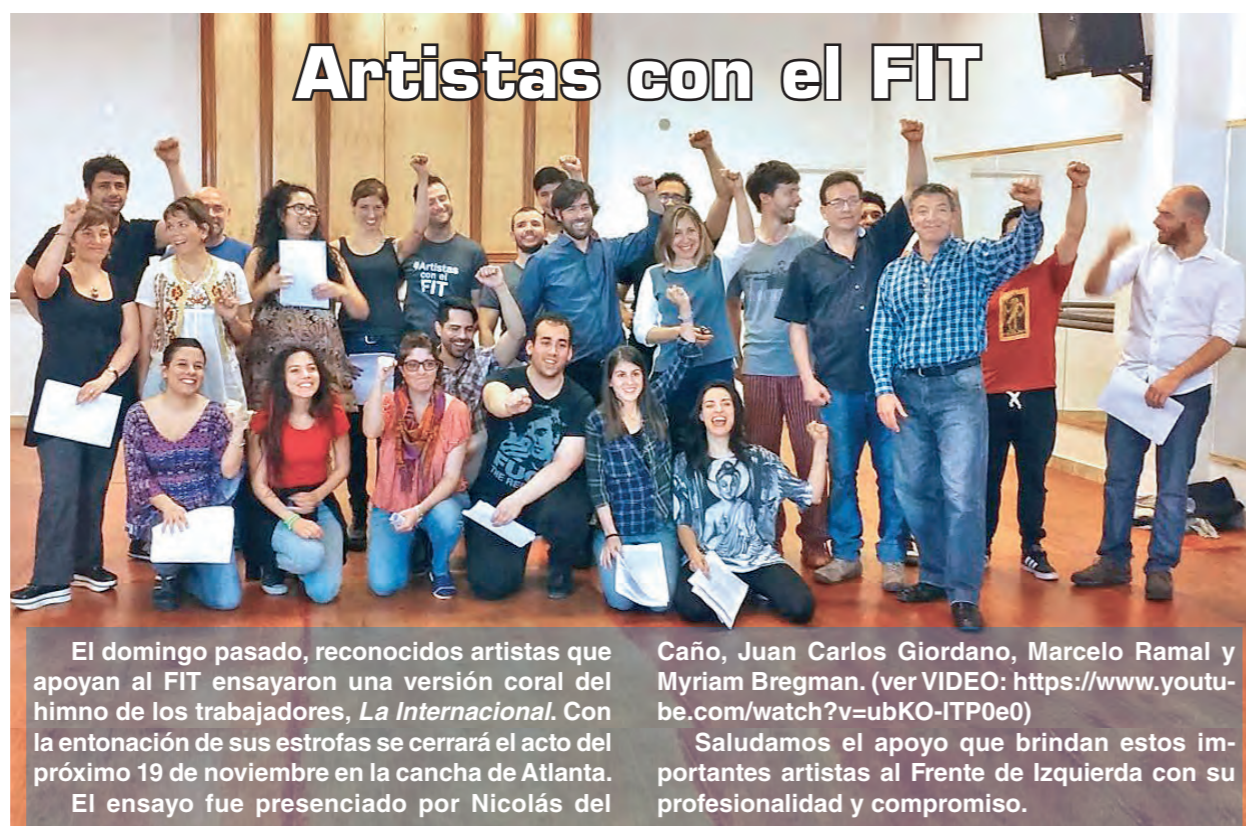 Artistas con el FIT
#Artistas
con el
FIT
THE RE
El domingo pasado, reconocidos artistas que
apoyan al FIT ensayaron una versión coral del
himno de los trabajadores, La Internacional. Con
la entonación de sus estrofas se cerrará el acto del
próximo 19 de noviembre en la cancha de Atlanta.
El ensayo fue presenciado por Nicolás del
Caño, Juan Carlos Giordano, Marcelo Ramal y
Myriam Bregman. (ver VIDEO: https://www.youtu-
be.com/watch?v=ubKO-ITP0e0)
Saludamos el apoyo que brindan estos im-
portantes artistas al Frente de Izquierda con su
profesionalidad y compromiso.